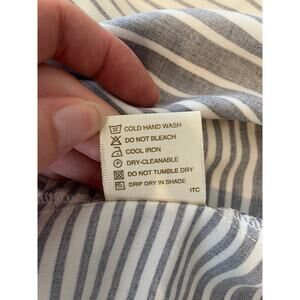 COLD HAND WASH
DO NOT BLEACH
COOL IRON
DRY-CLEANABLE
DO NOT TUMBLE DRY
DRIP DRY IN SHADE
ITC